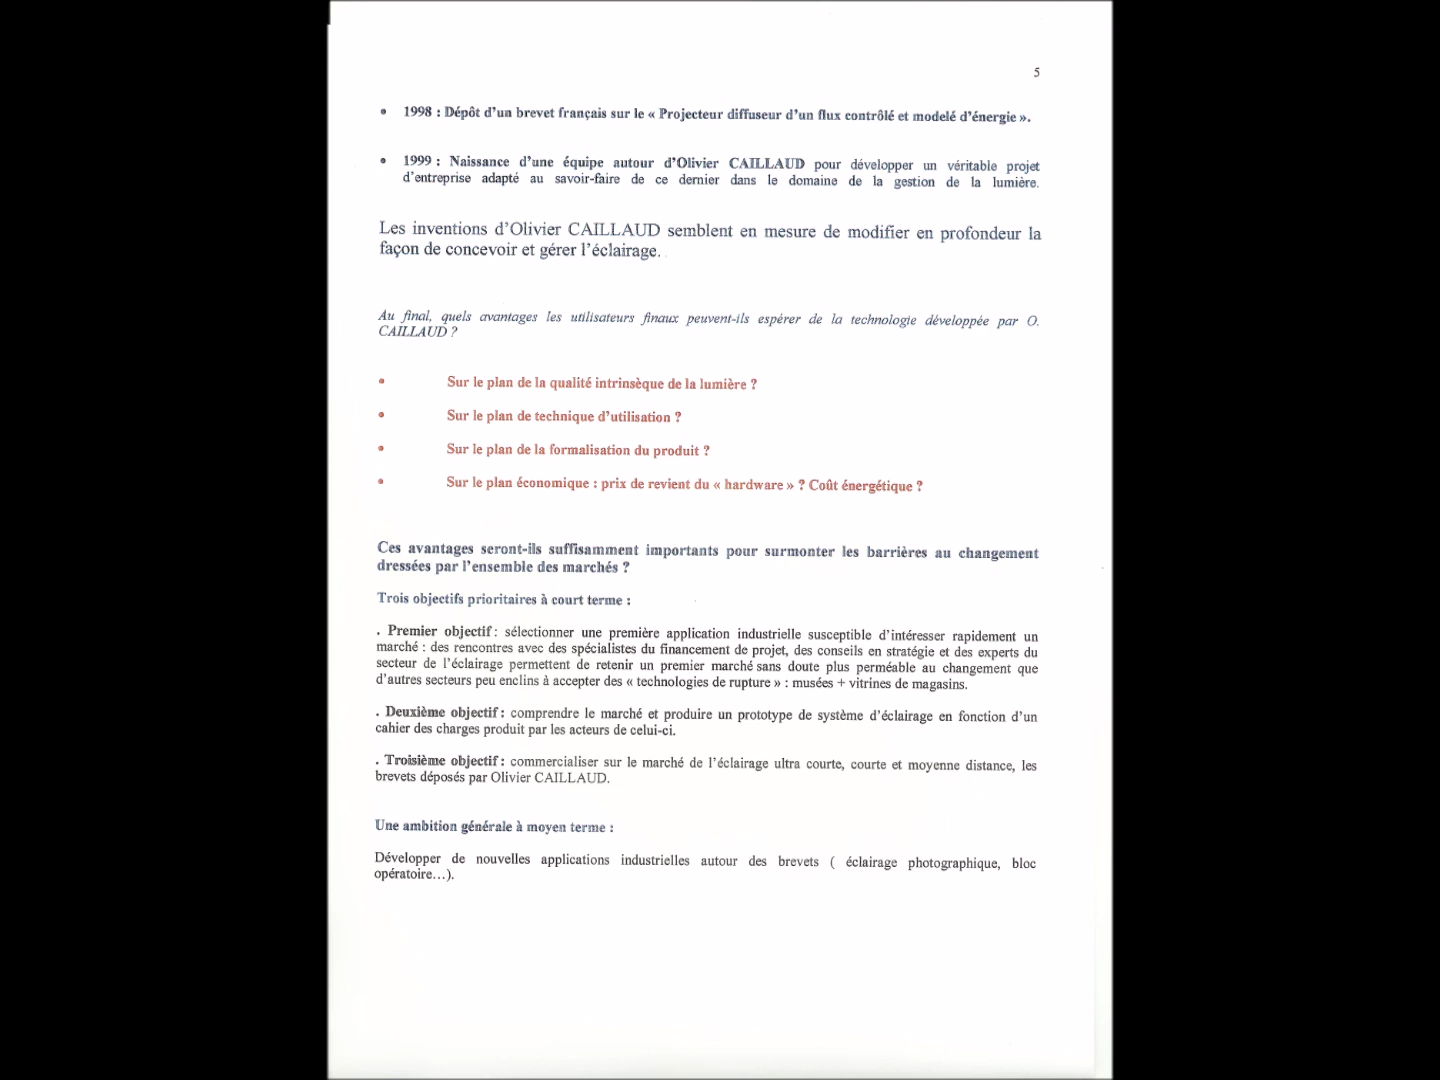 5
• 1998 : Dépôt d'un brevet français sur le « Projecteur diffuseur d'un flux contrôlé et modelé d'énergie ».
• 1999 : Naissance d'une équipe autour d'Olivier CAILLAUD pour développer un véritable projet
d'entreprise adapté au savoir-faire de ce dernier dans le domaine de la gestion de la lumière.
Les inventions d'Olivier CAILLAUD semblent en mesure de modifier en profondeur la
façon de concevoir et gérer l'éclairage.
Au final, quels avantages les utilisateurs finaux peuvent-ils espérer de la technologie développée par O.
CAILLAUD ?
• Sur le plan de la qualité intrinsèque de la lumière ?
• Sur le plan de technique d'utilisation ?
• Sur le plan de la formalisation du produit ?
• Sur le plan économique : prix de revient du « hardware » ? Coût énergétique ?
Ces avantages seront-ils suffisamment importants pour surmonter les barrières au changement
dressées par l'ensemble des marchés ?
Trois objectifs prioritaires à court terme :
. Premier objectif : sélectionner une première application industrielle susceptible d'intéresser rapidement un
marché : des rencontres avec des spécialistes du financement de projet, des conseils en stratégie et des experts du
secteur de l'éclairage permettent de retenir un premier marché sans doute plus perméable au changement que
d'autres secteurs peu enclins à accepter des « technologies de rupture » : musées + vitrines de magasins.
. Deuxième objectif : comprendre le marché et produire un prototype de système d'éclairage en fonction d'un
cahier des charges produit par les acteurs de celui-ci.
. Troisième objectif : commercialiser sur le marché de l'éclairage ultra courte, courte et moyenne distance, les
brevets déposés par Olivier CAILLAUD.
Une ambition générale à moyen terme :
Développer de nouvelles applications industrielles autour des brevets ( éclairage photographique, bloc
opératoire...).